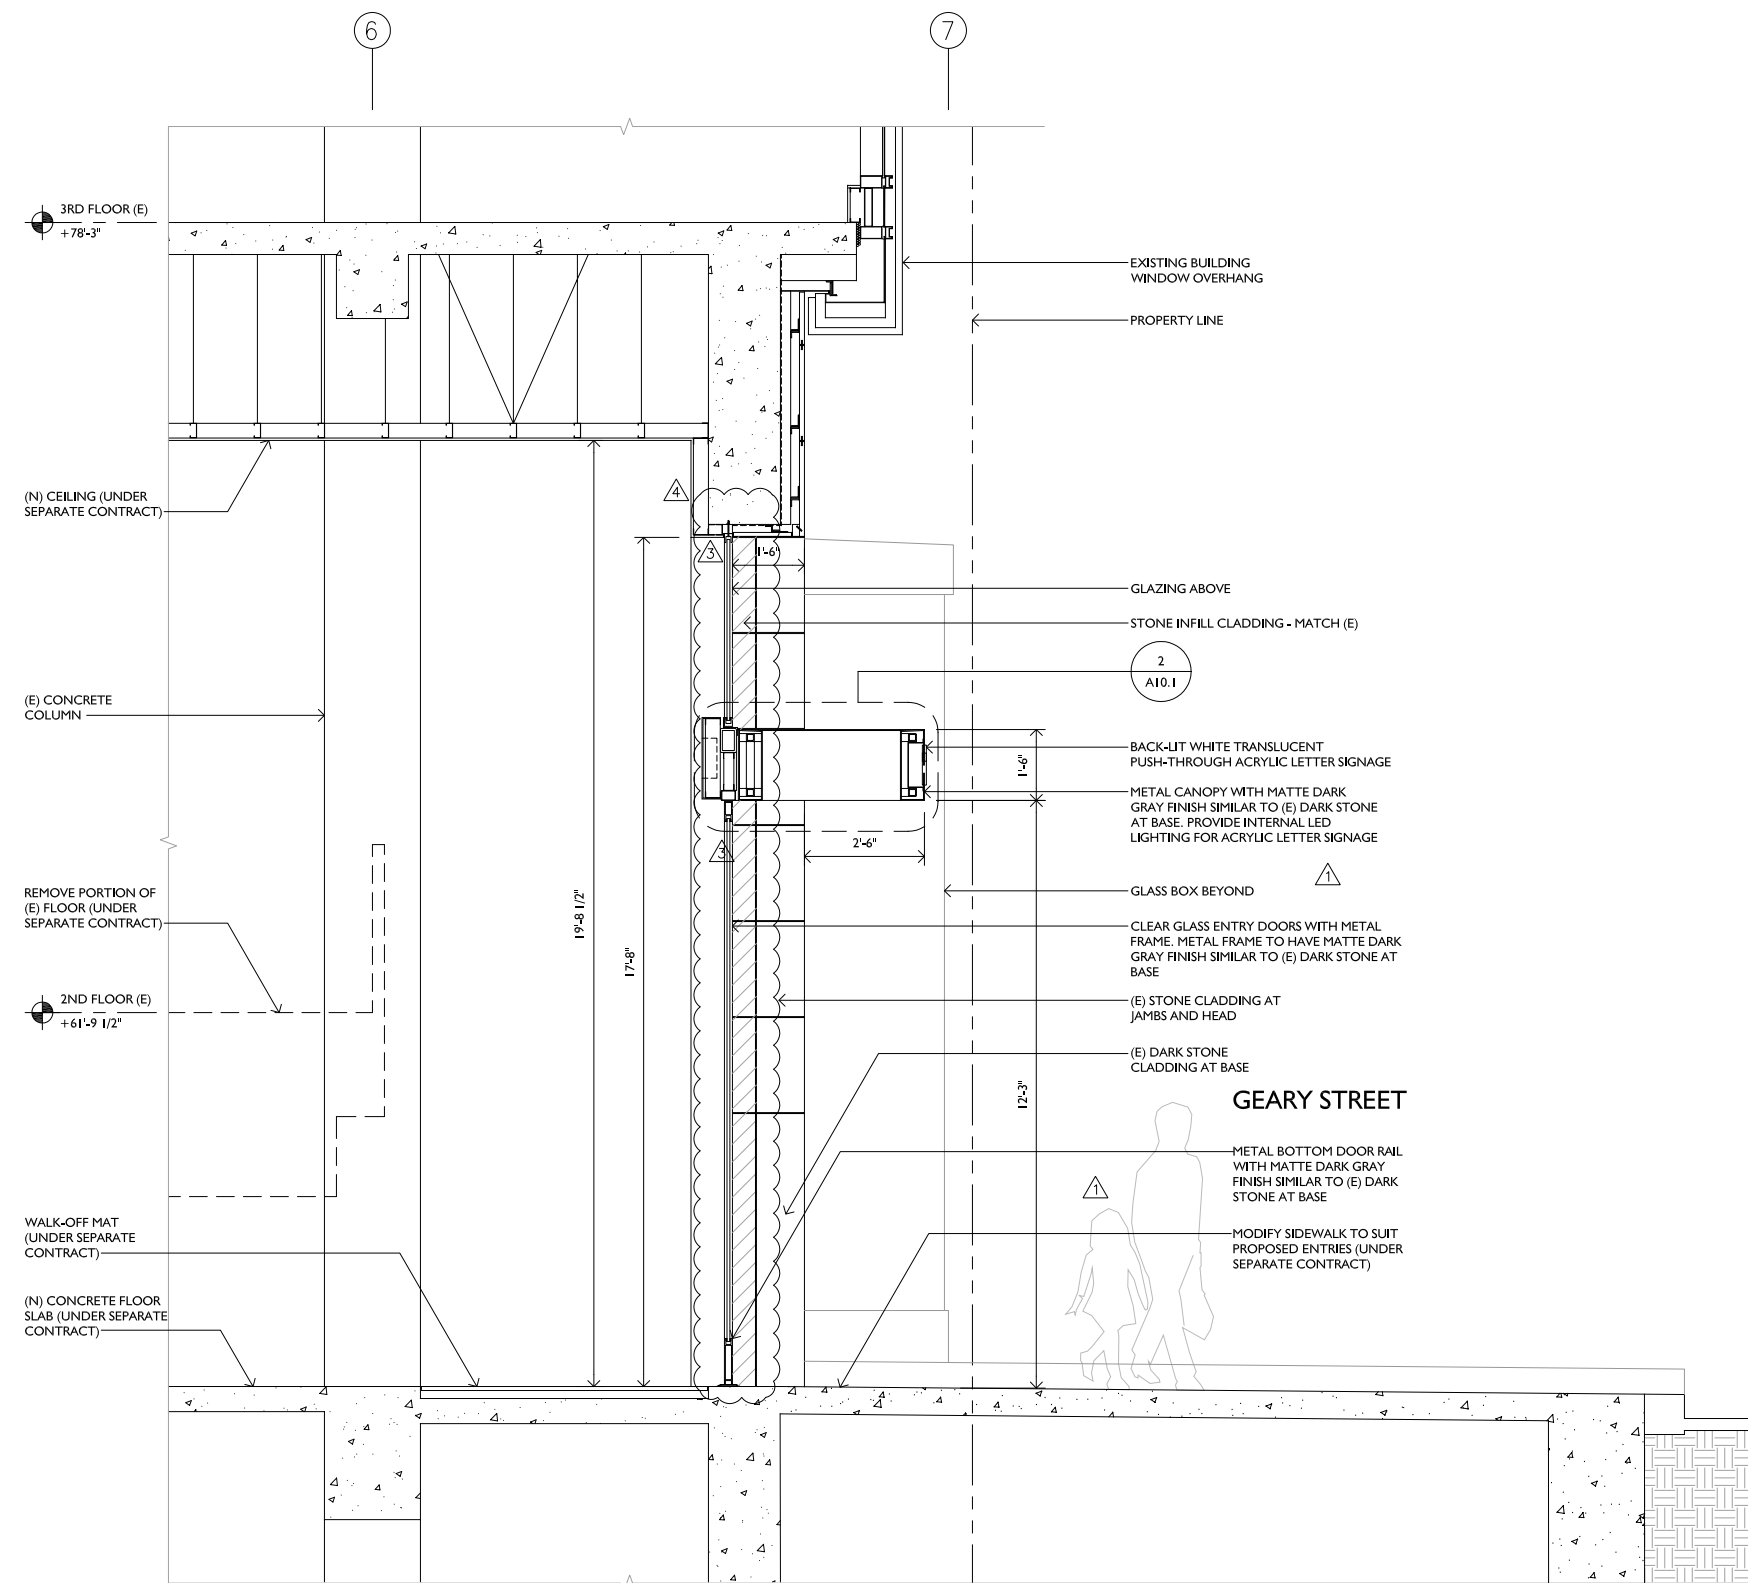 6
7
3RD FLOOR (E)
+78'-3"
EXISTING BUILDING
WINDOW OVERHANG
PROPERTY LINE
(N) CEILING (UNDER
SEPARATE CONTRACT)
4
3
1'-6"
GLAZING ABOVE
STONE INFILL CLADDING - MATCH (E)
2
A10.1
(E) CONCRETE
COLUMN
BACK-LIT WHITE TRANSLUCENT
PUSH-THROUGH ACRYLIC LETTER SIGNAGE
1'-6"
METAL CANOPY WITH MATTE DARK
GRAY FINISH SIMILAR TO (E) DARK STONE
AT BASE. PROVIDE INTERNAL LED
LIGHTING FOR ACRYLIC LETTER SIGNAGE
3
2'-6"
1
REMOVE PORTION OF
(E) FLOOR (UNDER
SEPARATE CONTRACT)
19'-8 1/2"
17'-8"
GLASS BOX BEYOND
CLEAR GLASS ENTRY DOORS WITH METAL
FRAME. METAL FRAME TO HAVE MATTE DARK
GRAY FINISH SIMILAR TO (E) DARK STONE AT
BASE
2ND FLOOR (E)
+61'-9 1/2"
(E) STONE CLADDING AT
JAMBS AND HEAD
(E) DARK STONE
CLADDING AT BASE
12'-3"
GEARY STREET
METAL BOTTOM DOOR RAIL
WITH MATTE DARK GRAY
FINISH SIMILAR TO (E) DARK
STONE AT BASE
1
WALK-OFF MAT
(UNDER SEPARATE
CONTRACT)
MODIFY SIDEWALK TO SUIT
PROPOSED ENTRIES (UNDER
SEPARATE CONTRACT)
(N) CONCRETE FLOOR
SLAB (UNDER SEPARATE
CONTRACT)